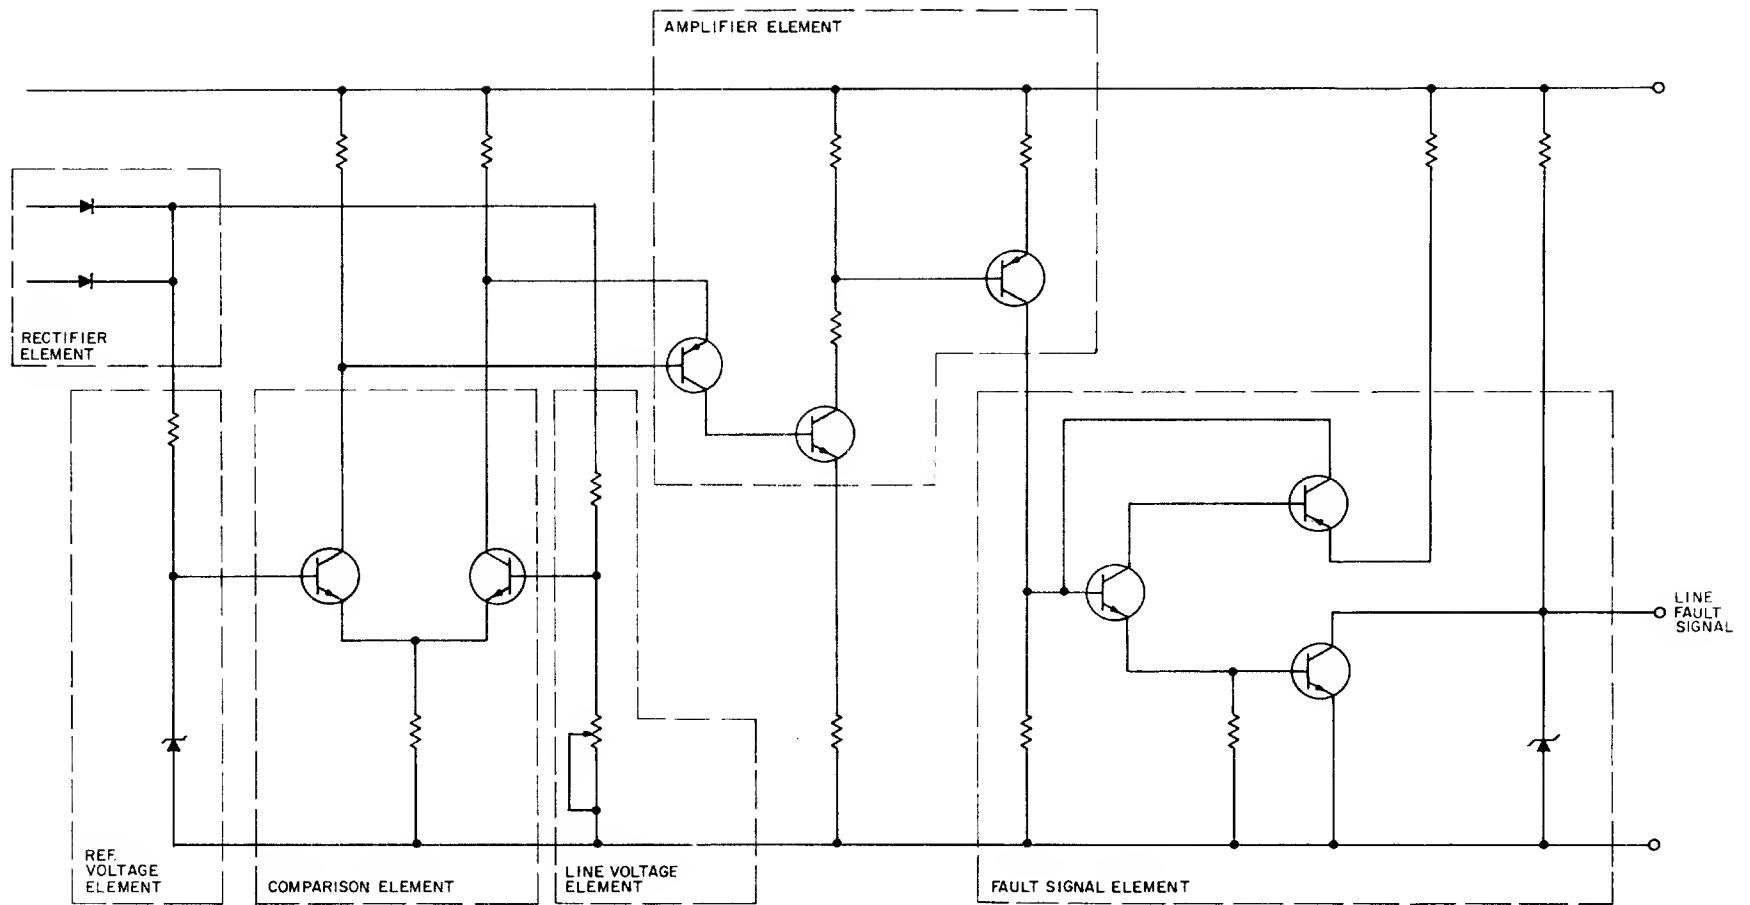 AMPLIFIER ELEMENT
RECTIFIER
ELEMENT
REF.
VOLTAGE
ELEMENT
COMPARISON ELEMENT
LINE VOLTAGE
ELEMENT
FAULT SIGNAL ELEMENT
LINE
FAULT
SIGNAL